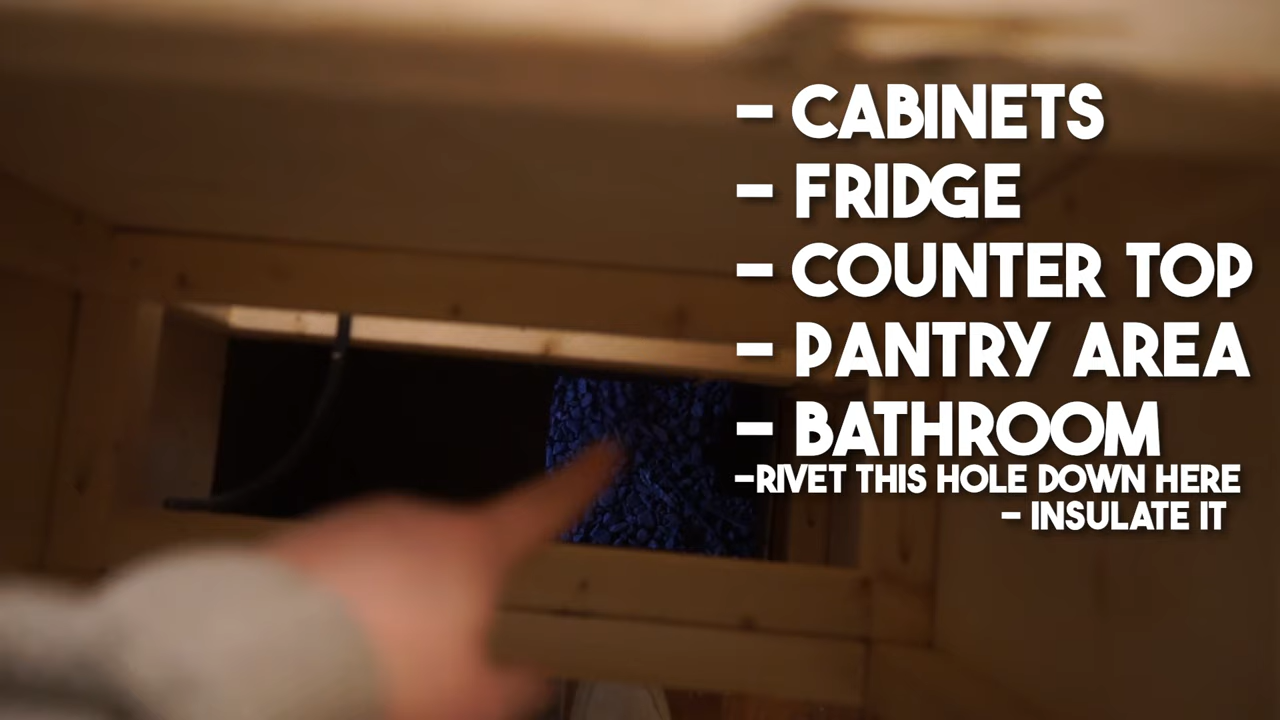 - CABINETS
- FRIDGE
- COUNTER TOP
- PANTRY AREA
- BATHROOM
-RIVET THIS HOLE DOWN HERE
- INSULATE IT